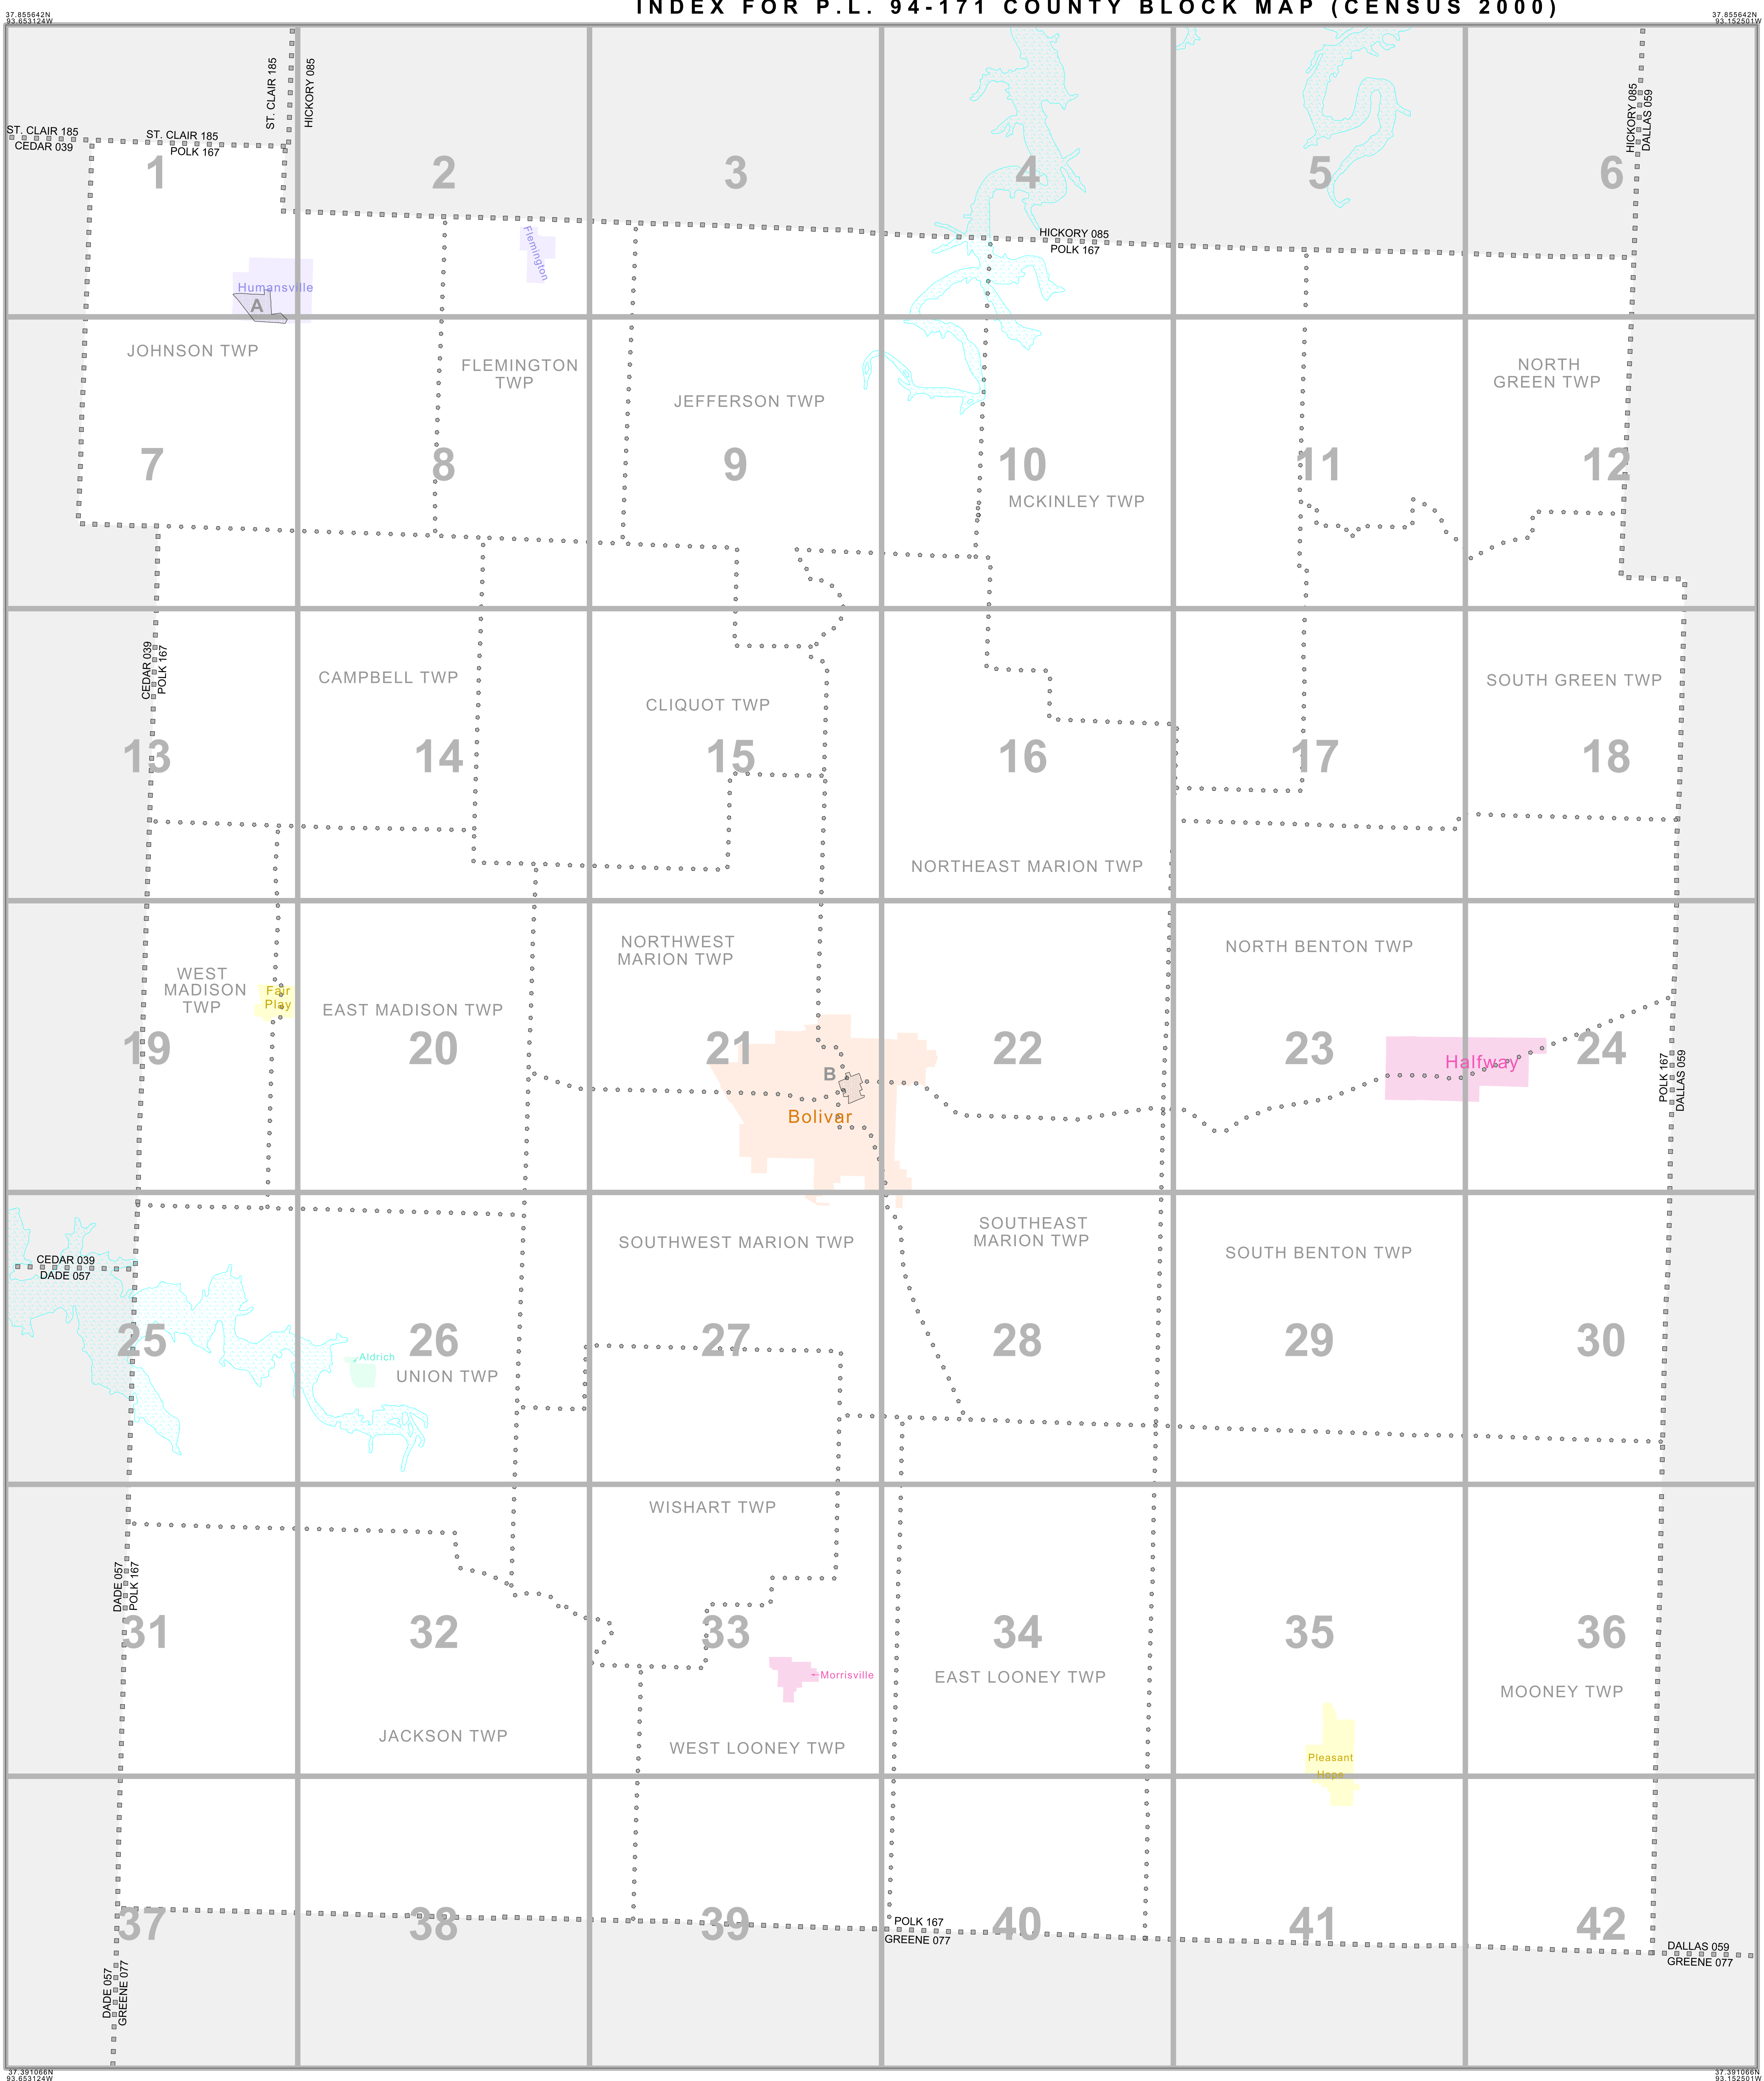 INDEX FOR P.L. 94-171 COUNTY BLOCK MAP (CENSUS 2000)
37.855642N
93.653124W
37.855642N
93.152501W
ST. CLAIR 185
HICKORY 085
HICKORY 085
DALLAS 059
ST. CLAIR 185
CEDAR 039
ST. CLAIR 185
POLK 167
1
2
3
4
5
6
HICKORY 085
POLK 167
Flemington
Humansville
A
JOHNSON TWP
FLEMINGTON
TWP
JEFFERSON TWP
NORTH
GREEN TWP
7
8
9
10
11
12
MCKINLEY TWP
CEDAR 039
POLK 167
CAMPBELL TWP
CLIQUOT TWP
SOUTH GREEN TWP
13
14
15
16
17
18
NORTHEAST MARION TWP
NORTHWEST
MARION TWP
NORTH BENTON TWP
WEST
MADISON
TWP
Fair
Play
EAST MADISON TWP
19
20
21
22
23
24
Halfway
B
Bolivar
POLK 167
DALLAS 059
SOUTHWEST MARION TWP
SOUTHEAST
MARION TWP
SOUTH BENTON TWP
CEDAR 039
DADE 057
25
26
27
28
29
30
Aldrich
UNION TWP
WISHART TWP
DADE 057
POLK 167
31
32
33
34
35
36
Morrisville
EAST LOONEY TWP
MOONEY TWP
JACKSON TWP
WEST LOONEY TWP
Pleasant
Hope
37
38
39
40
41
42
POLK 167
GREENE 077
DALLAS 059
GREENE 077
DADE 057
GREENE 077
37.391066N
93.653124W
37.391066N
93.152501W